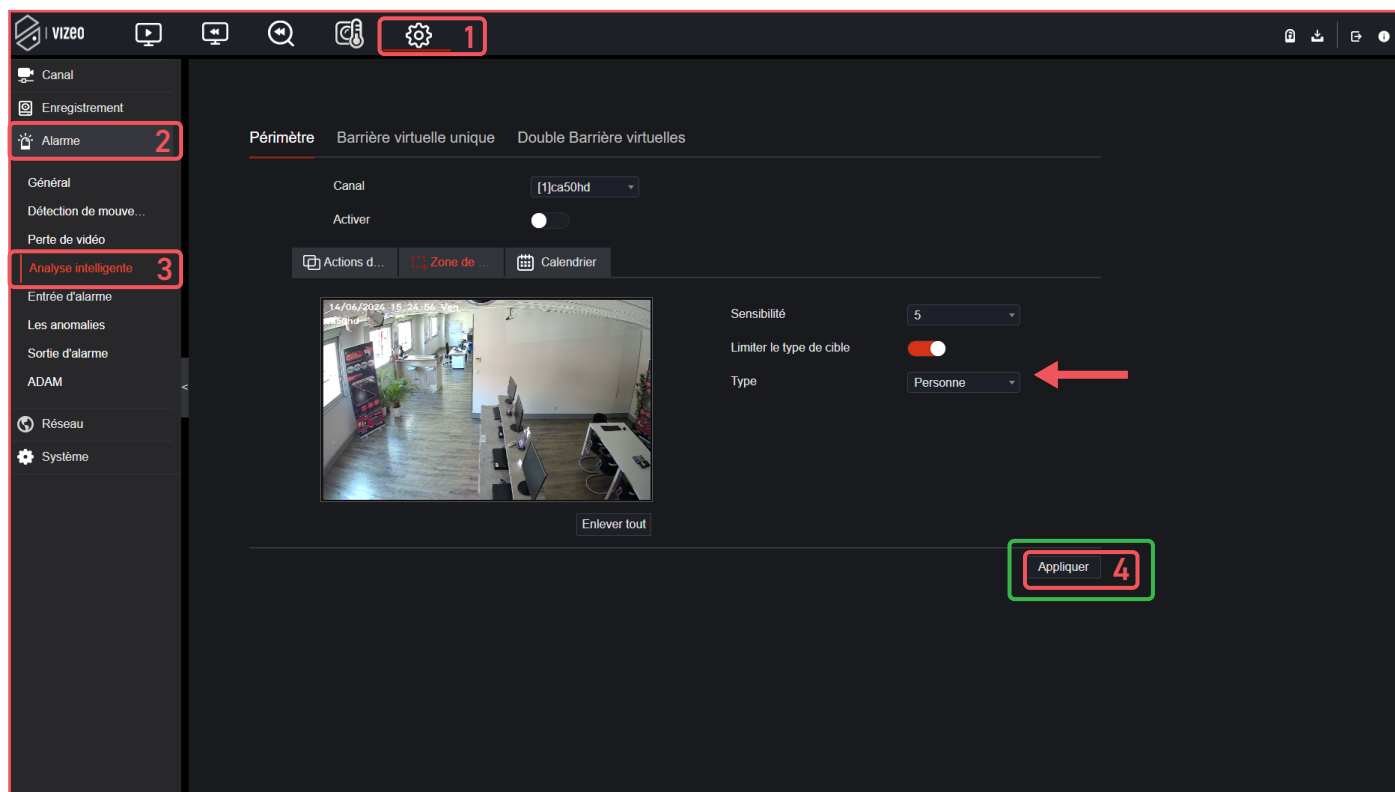 VIZEO
1
Canal
Enregistrement
Alarme 2
Général
Détection de mouve...
Perte de vidéo
Analyse intelligente 3
Entrée d'alarme
Les anomalies
Sortie d'alarme
ADAM
<
Réseau
Système
Périmètre Barrière virtuelle unique Double Barrière virtuelles
Canal [1]ca50hd
Activer
Actions d... Zone de ... Calendrier
14/06/2024 15:24:56 Ven
ca50hd
Sensibilité 5
Limiter le type de cible
Type Personne
Enlever tout
Appliquer 4